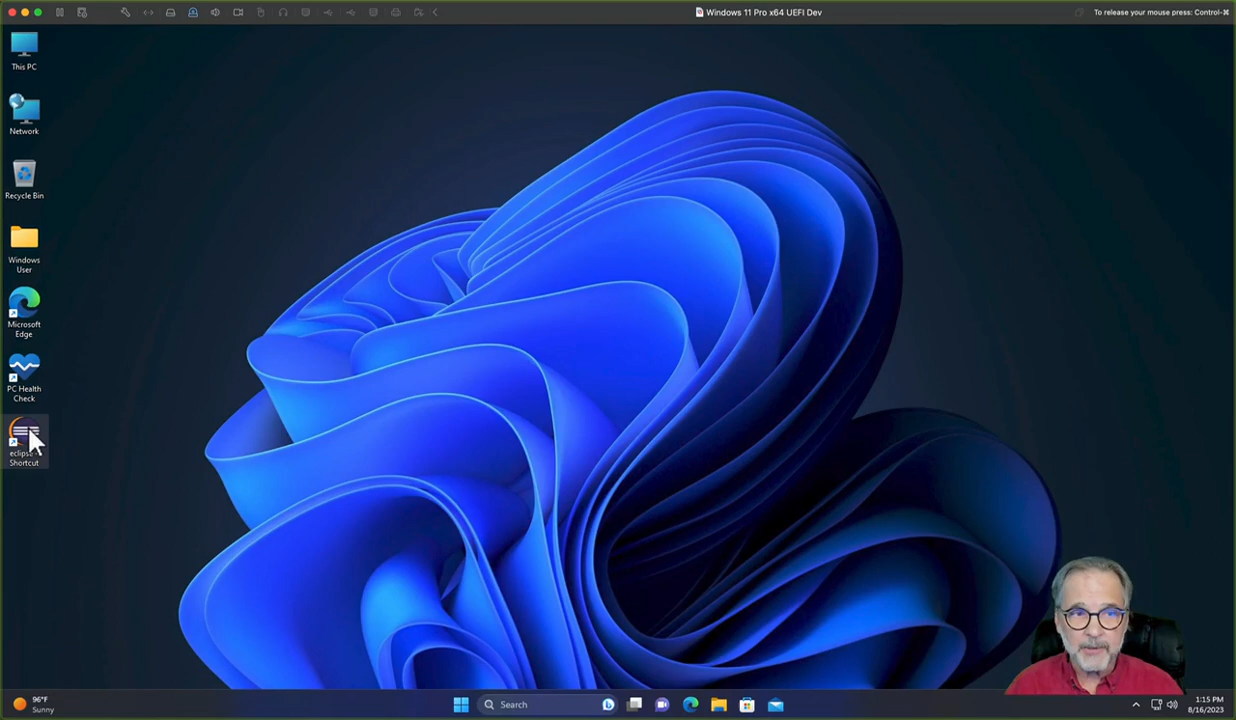 Windows 11 Pro x64 UEFI Dev
To release your mouse press: Control-⌘
This PC
Network
Recycle Bin
Windows
User
Microsoft
Edge
PC Health
Check
eclipse -
Shortcut
96°F
Sunny
Search
1:15 PM
8/16/2023